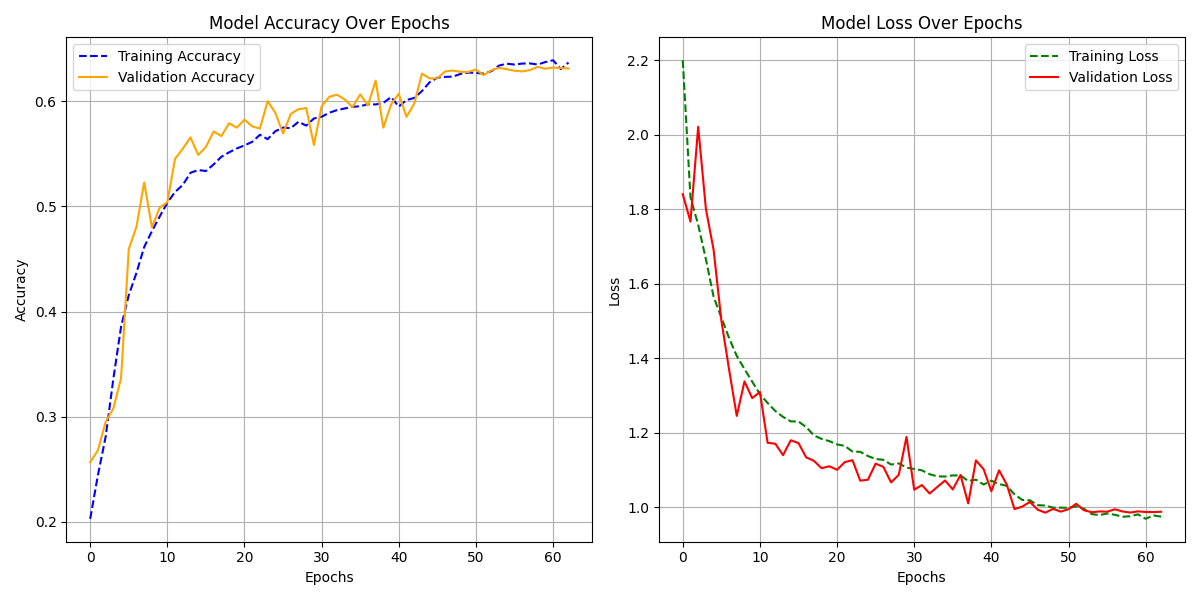 Model Accuracy Over Epochs
Training Accuracy
Validation Accuracy
Accuracy
0.6
0.5
0.4
0.3
0.2
0 10 20 30 40 50 60
Epochs
Model Loss Over Epochs
Training Loss
Validation Loss
Loss
2.2
2.0
1.8
1.6
1.4
1.2
1.0
0 10 20 30 40 50 60
Epochs